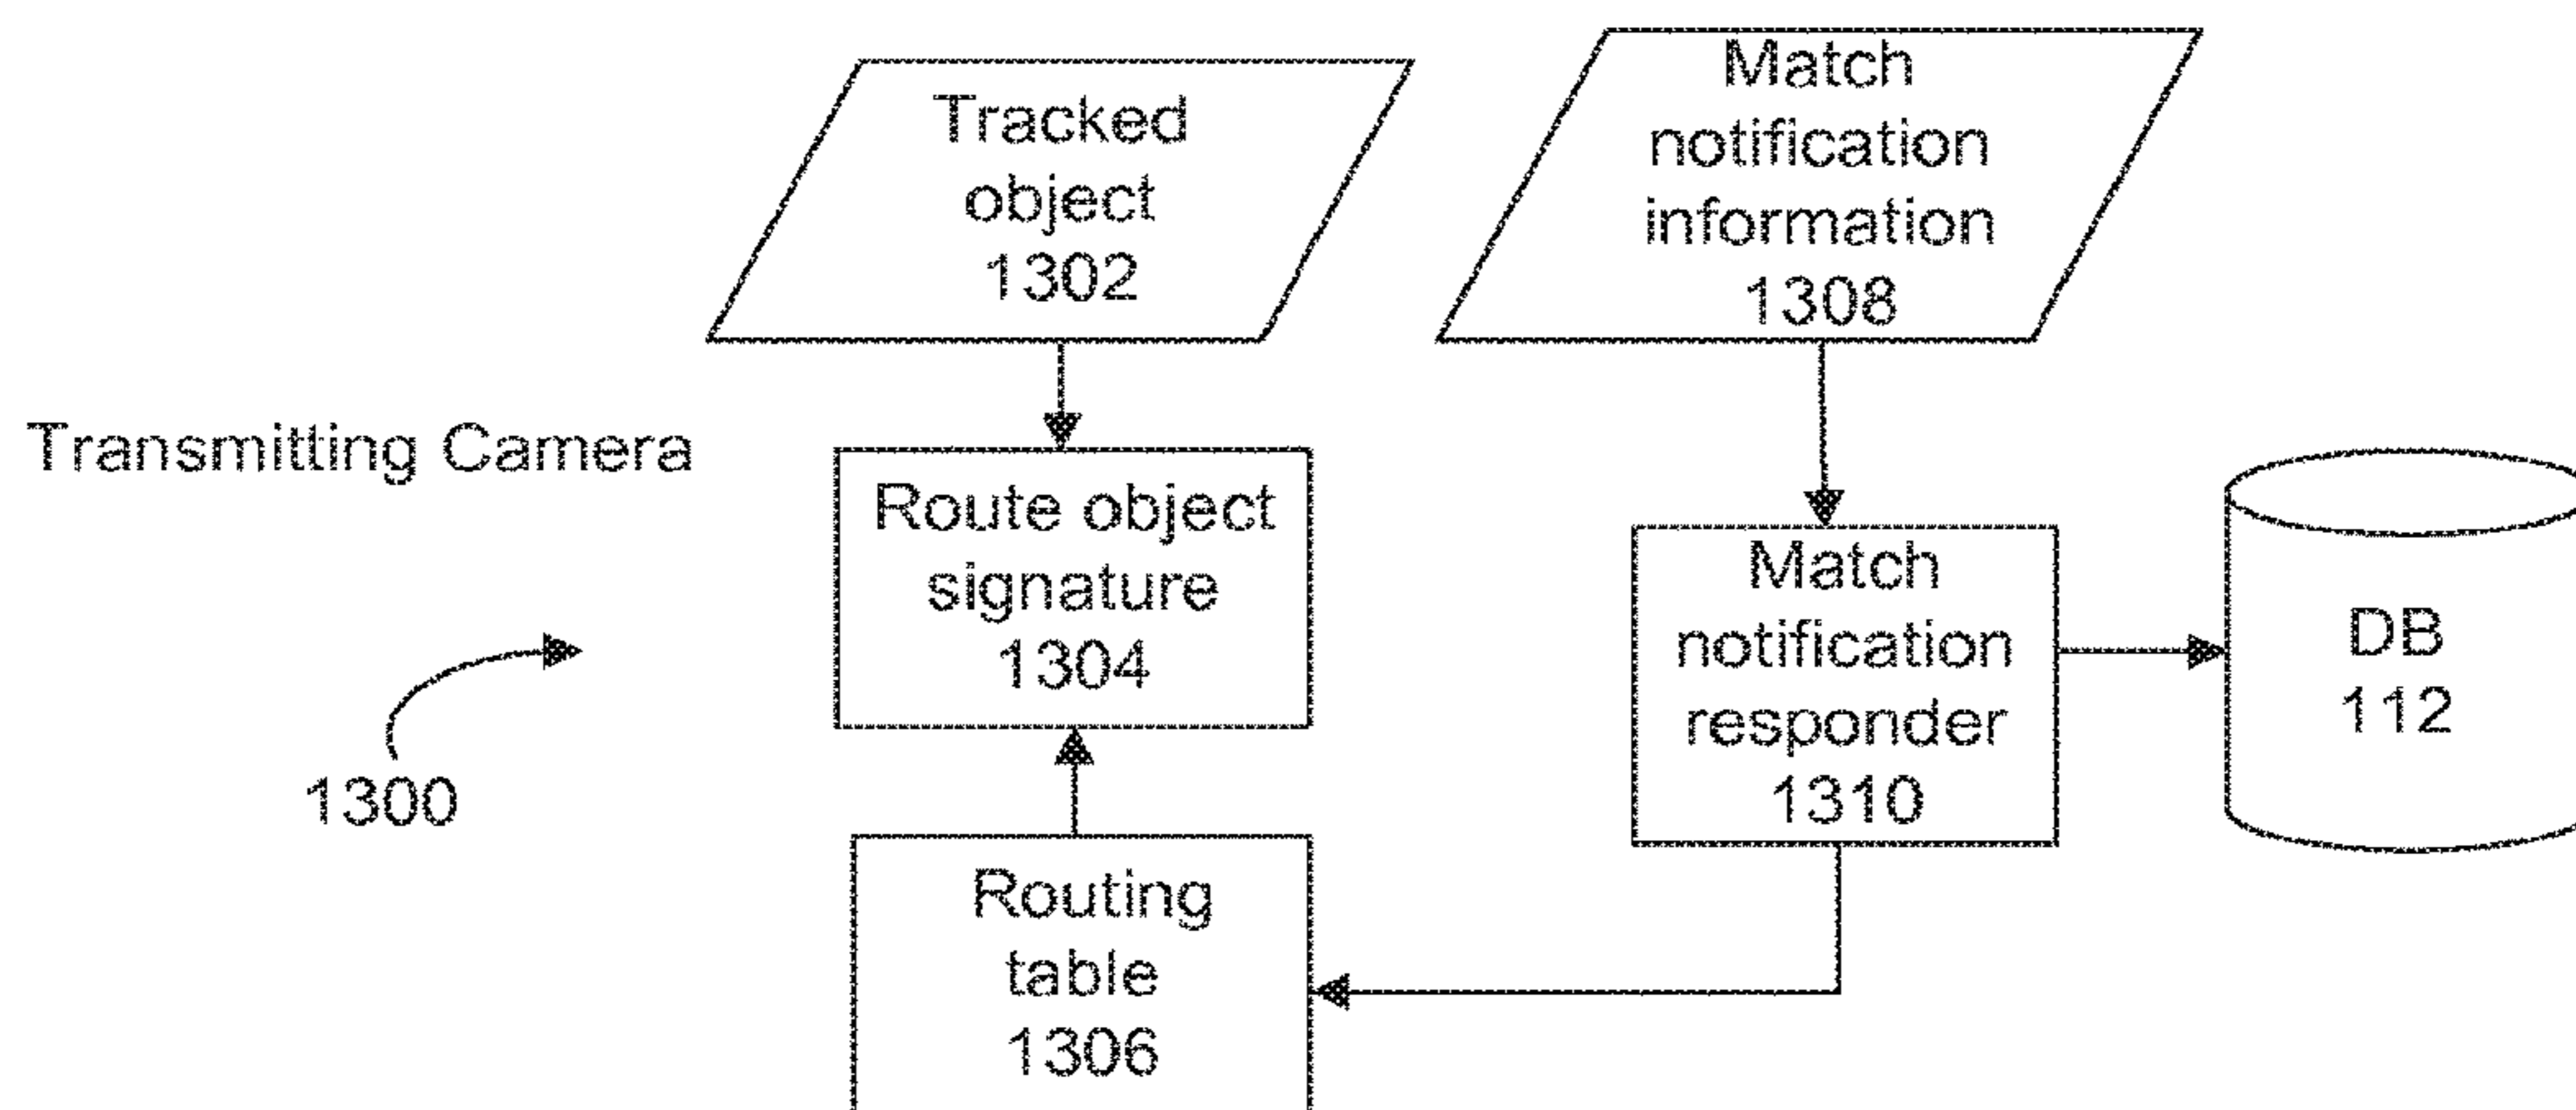 Tracked
object
1302
Match
notification
information
1308
Transmitting Camera
Route object
signature
1304
Match
notification
responder
1310
DB
112
1300
Routing
table
1306